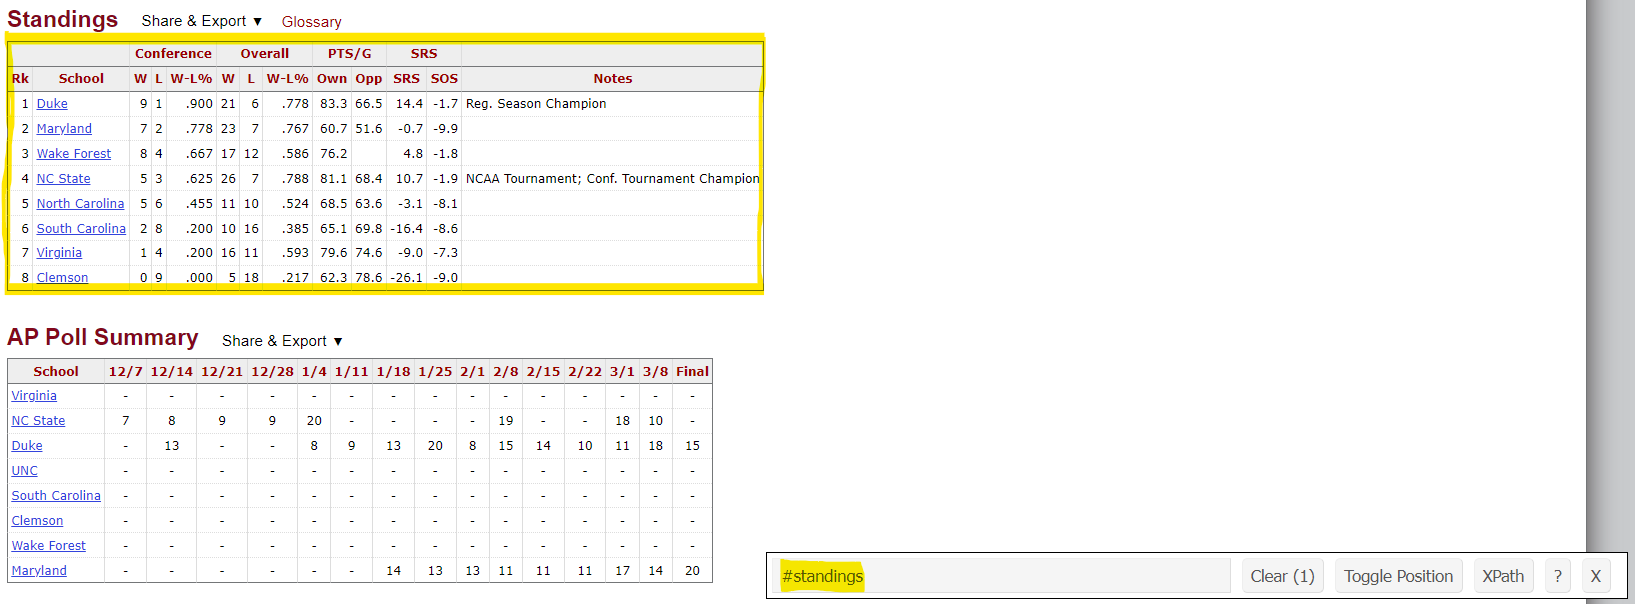 Standings Share & Export ▼ Glossary
Conference Overall PTS/G SRS
Rk School W L W-L% W L W-L% Own Opp SRS SOS Notes
1 Duke 9 1 .900 21 6 .778 83.3 66.5 14.4 -1.7 Reg. Season Champion
2 Maryland 7 2 .778 23 7 .767 60.7 51.6 -0.7 -9.9
3 Wake Forest 8 4 .667 17 12 .586 76.2 4.8 -1.8
4 NC State 5 3 .625 26 7 .788 81.1 68.4 10.7 -1.9 NCAA Tournament; Conf. Tournament Champion
5 North Carolina 5 6 .455 11 10 .524 68.5 63.6 -3.1 -8.1
6 South Carolina 2 8 .200 10 16 .385 65.1 69.8 -16.4 -8.6
7 Virginia 1 4 .200 16 11 .593 79.6 74.6 -9.0 -7.3
8 Clemson 0 9 .000 5 18 .217 62.3 78.6 -26.1 -9.0
AP Poll Summary Share & Export ▼
School 12/7 12/14 12/21 12/28 1/4 1/11 1/18 1/25 2/1 2/8 2/15 2/22 3/1 3/8 Final
Virginia - - - - - - - - - - - - - - -
NC State 7 8 9 9 20 - - - - 19 - - 18 10 -
Duke - 13 - - 8 9 13 20 8 15 14 10 11 18 15
UNC - - - - - - - - - - - - - - -
South Carolina - - - - - - - - - - - - - - -
Clemson - - - - - - - - - - - - - - -
Wake Forest - - - - - - - - - - - - - - -
Maryland - - - - - - 14 13 13 11 11 11 17 14 20
#standings Clear (1) Toggle Position XPath ? X